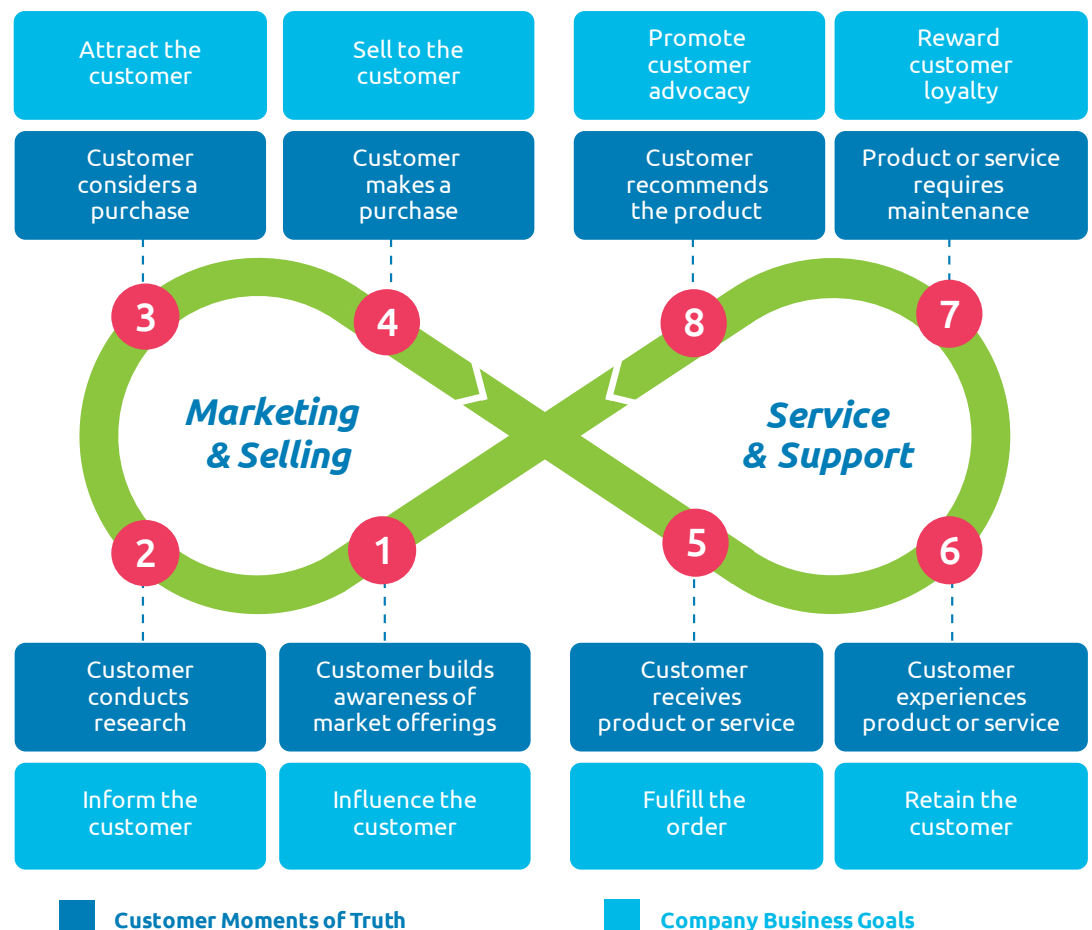 Attract the
customer
Sell to the
customer
Promote
customer
advocacy
Reward
customer
loyalty
Customer
considers a
purchase
Customer
makes a
purchase
Customer
recommends
the product
Product or service
requires
maintenance
3
4
8
7
Marketing
& Selling
Service
& Support
2
1
5
6
Customer
conducts
research
Customer builds
awareness of
market offerings
Customer
receives
product or service
Customer
experiences
product or service
Inform the
customer
Influence the
customer
Fulfill the
order
Retain the
customer
Customer Moments of Truth
Company Business Goals